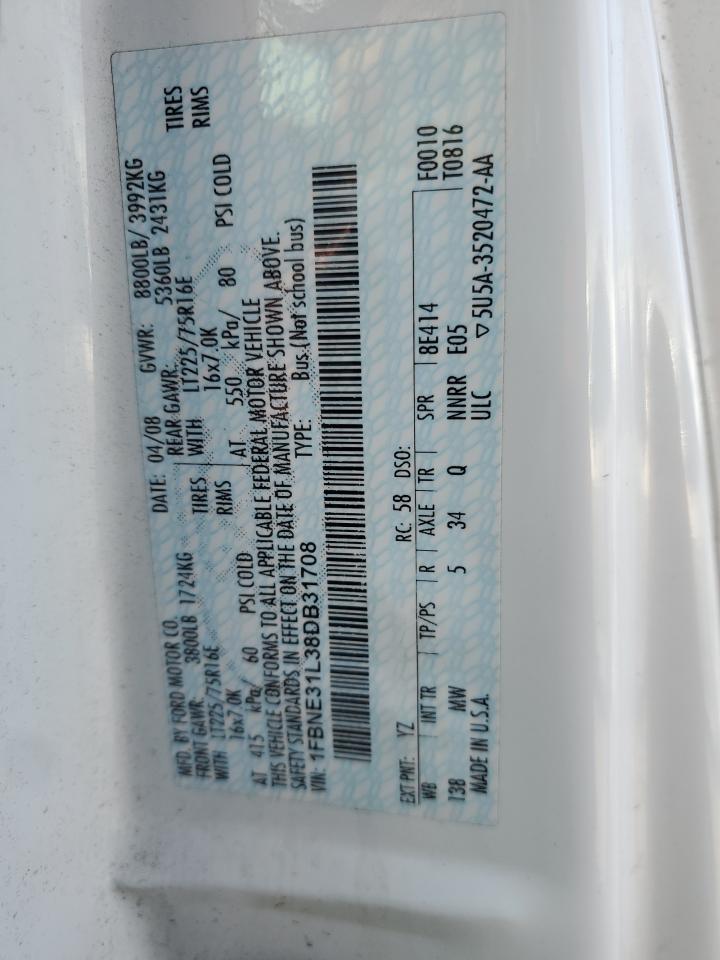 MFD. BY FORD MOTOR CO. DATE: 04/08 GVWR: 8800LB/ 3992KG
FRONT GAWR: 3800LB 1724KG REAR GAWR: 5360LB 2431KG
WITH LT225/75R16E TIRES WITH LT225/75R16E TIRES
16x7.0K RIMS 16x7.0K RIMS
AT 415 kPa/ 60 PSI COLD AT 550 kPa/ 80 PSI COLD
THIS VEHICLE CONFORMS TO ALL APPLICABLE FEDERAL MOTOR VEHICLE
SAFETY STANDARDS IN EFFECT ON THE DATE OF MANUFACTURE SHOWN ABOVE.
VIN: 1FBNE31L38DB31708 TYPE: Bus (Not school bus)
EXT PNT: YZ RC: 58 DSO:
WB INT TR TP/PS R AXLE TR SPR 8E414 F0010
138 MW 5 34 Q NNRR E05 T0816
MADE IN U.S.A. ULC ▽5U5A-3520472-AA